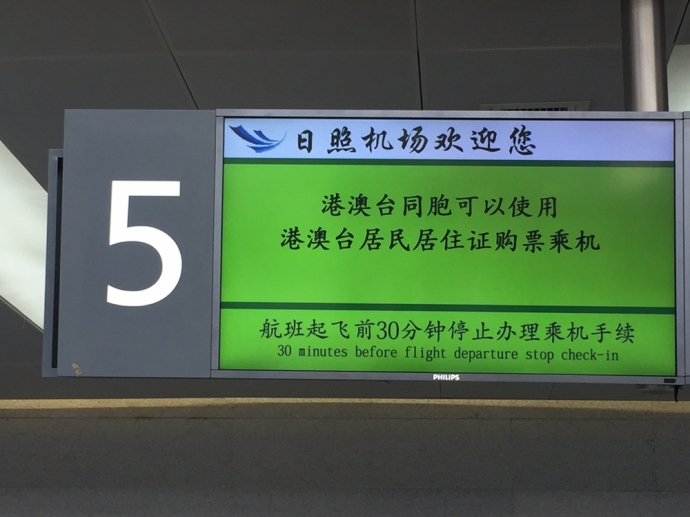 5
日照机场欢迎您
港澳台同胞可以使用
港澳台居民居住证购票乘机
航班起飞前30分钟停止办理乘机手续
30 minutes before flight departure stop check-in
PHILIPS